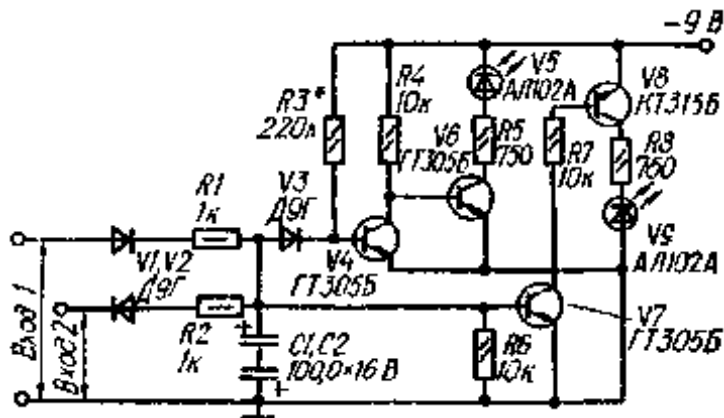 -9 В
R3*
220к
R4
10к
V5
АЛ102А
V8
КТ315Б
V6
ГТ305Б
R5
750
R7
10к
R8
750
R1
1к
V3
Д9Г
V9
АЛ102А
V1,V2
Д9Г
V4
ГТ305Б
Вход 1
Вход 2
R2
1к
+
С1,С2
100,0×16 В
+
R6
10к
V7
ГТ305Б